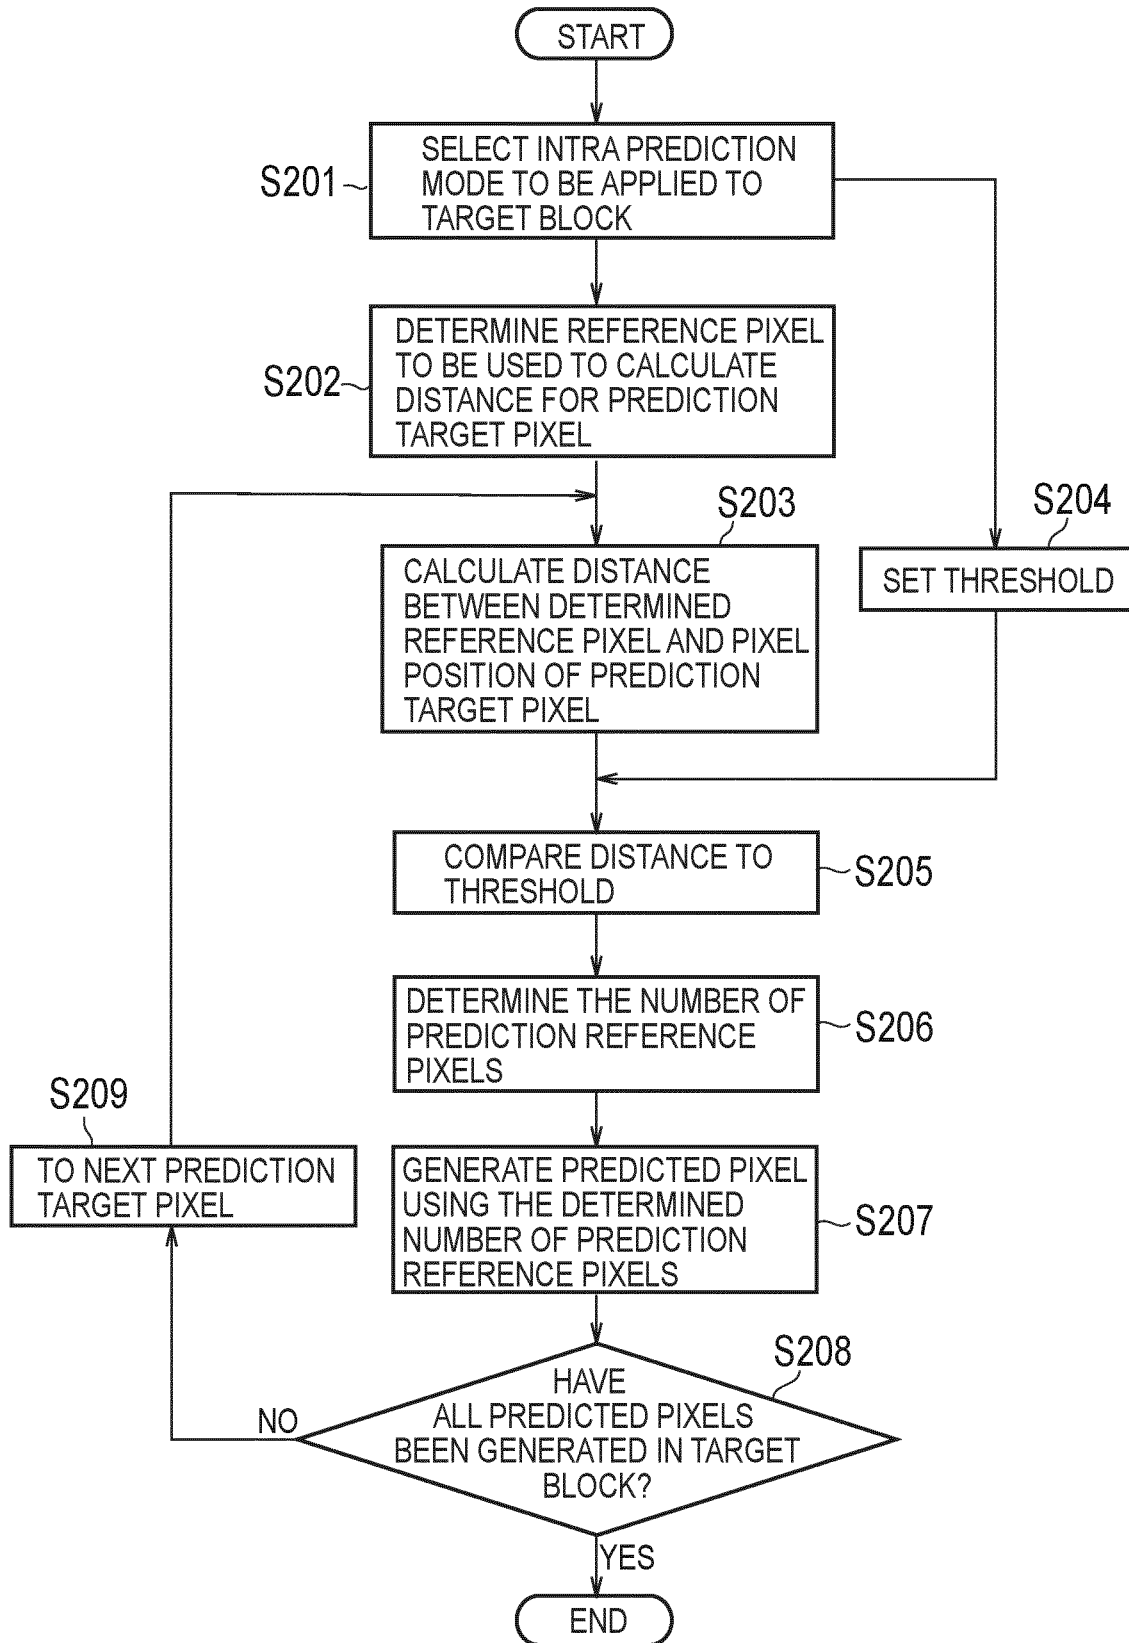 START
SELECT INTRA PREDICTION
MODE TO BE APPLIED TO
TARGET BLOCK
S201
DETERMINE REFERENCE PIXEL
TO BE USED TO CALCULATE
DISTANCE FOR PREDICTION
TARGET PIXEL
S202
S203
CALCULATE DISTANCE
BETWEEN DETERMINED
REFERENCE PIXEL AND PIXEL
POSITION OF PREDICTION
TARGET PIXEL
S204
SET THRESHOLD
COMPARE DISTANCE TO
THRESHOLD
S205
DETERMINE THE NUMBER OF
PREDICTION REFERENCE
PIXELS
S206
GENERATE PREDICTED PIXEL
USING THE DETERMINED
NUMBER OF PREDICTION
REFERENCE PIXELS
S207
S208
HAVE
ALL PREDICTED PIXELS
BEEN GENERATED IN TARGET
BLOCK?
NO
S209
TO NEXT PREDICTION
TARGET PIXEL
YES
END